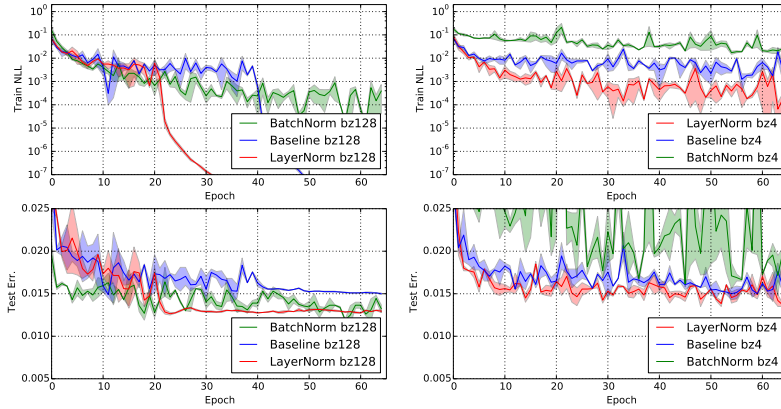 10⁰
10⁻¹
10⁻²
10⁻³
10⁻⁴
10⁻⁵
10⁻⁶
10⁻⁷
Train NLL
0 10 20 30 40 50 60
Epoch
BatchNorm bz128
Baseline bz128
LayerNorm bz128
10⁰
10⁻¹
10⁻²
10⁻³
10⁻⁴
10⁻⁵
10⁻⁶
10⁻⁷
Train NLL
0 10 20 30 40 50 60
Epoch
LayerNorm bz4
Baseline bz4
BatchNorm bz4
0.025
0.020
0.015
0.010
0.005
Test Err.
0 10 20 30 40 50 60
Epoch
BatchNorm bz128
Baseline bz128
LayerNorm bz128
0.025
0.020
0.015
0.010
0.005
Test Err.
0 10 20 30 40 50 60
Epoch
LayerNorm bz4
Baseline bz4
BatchNorm bz4